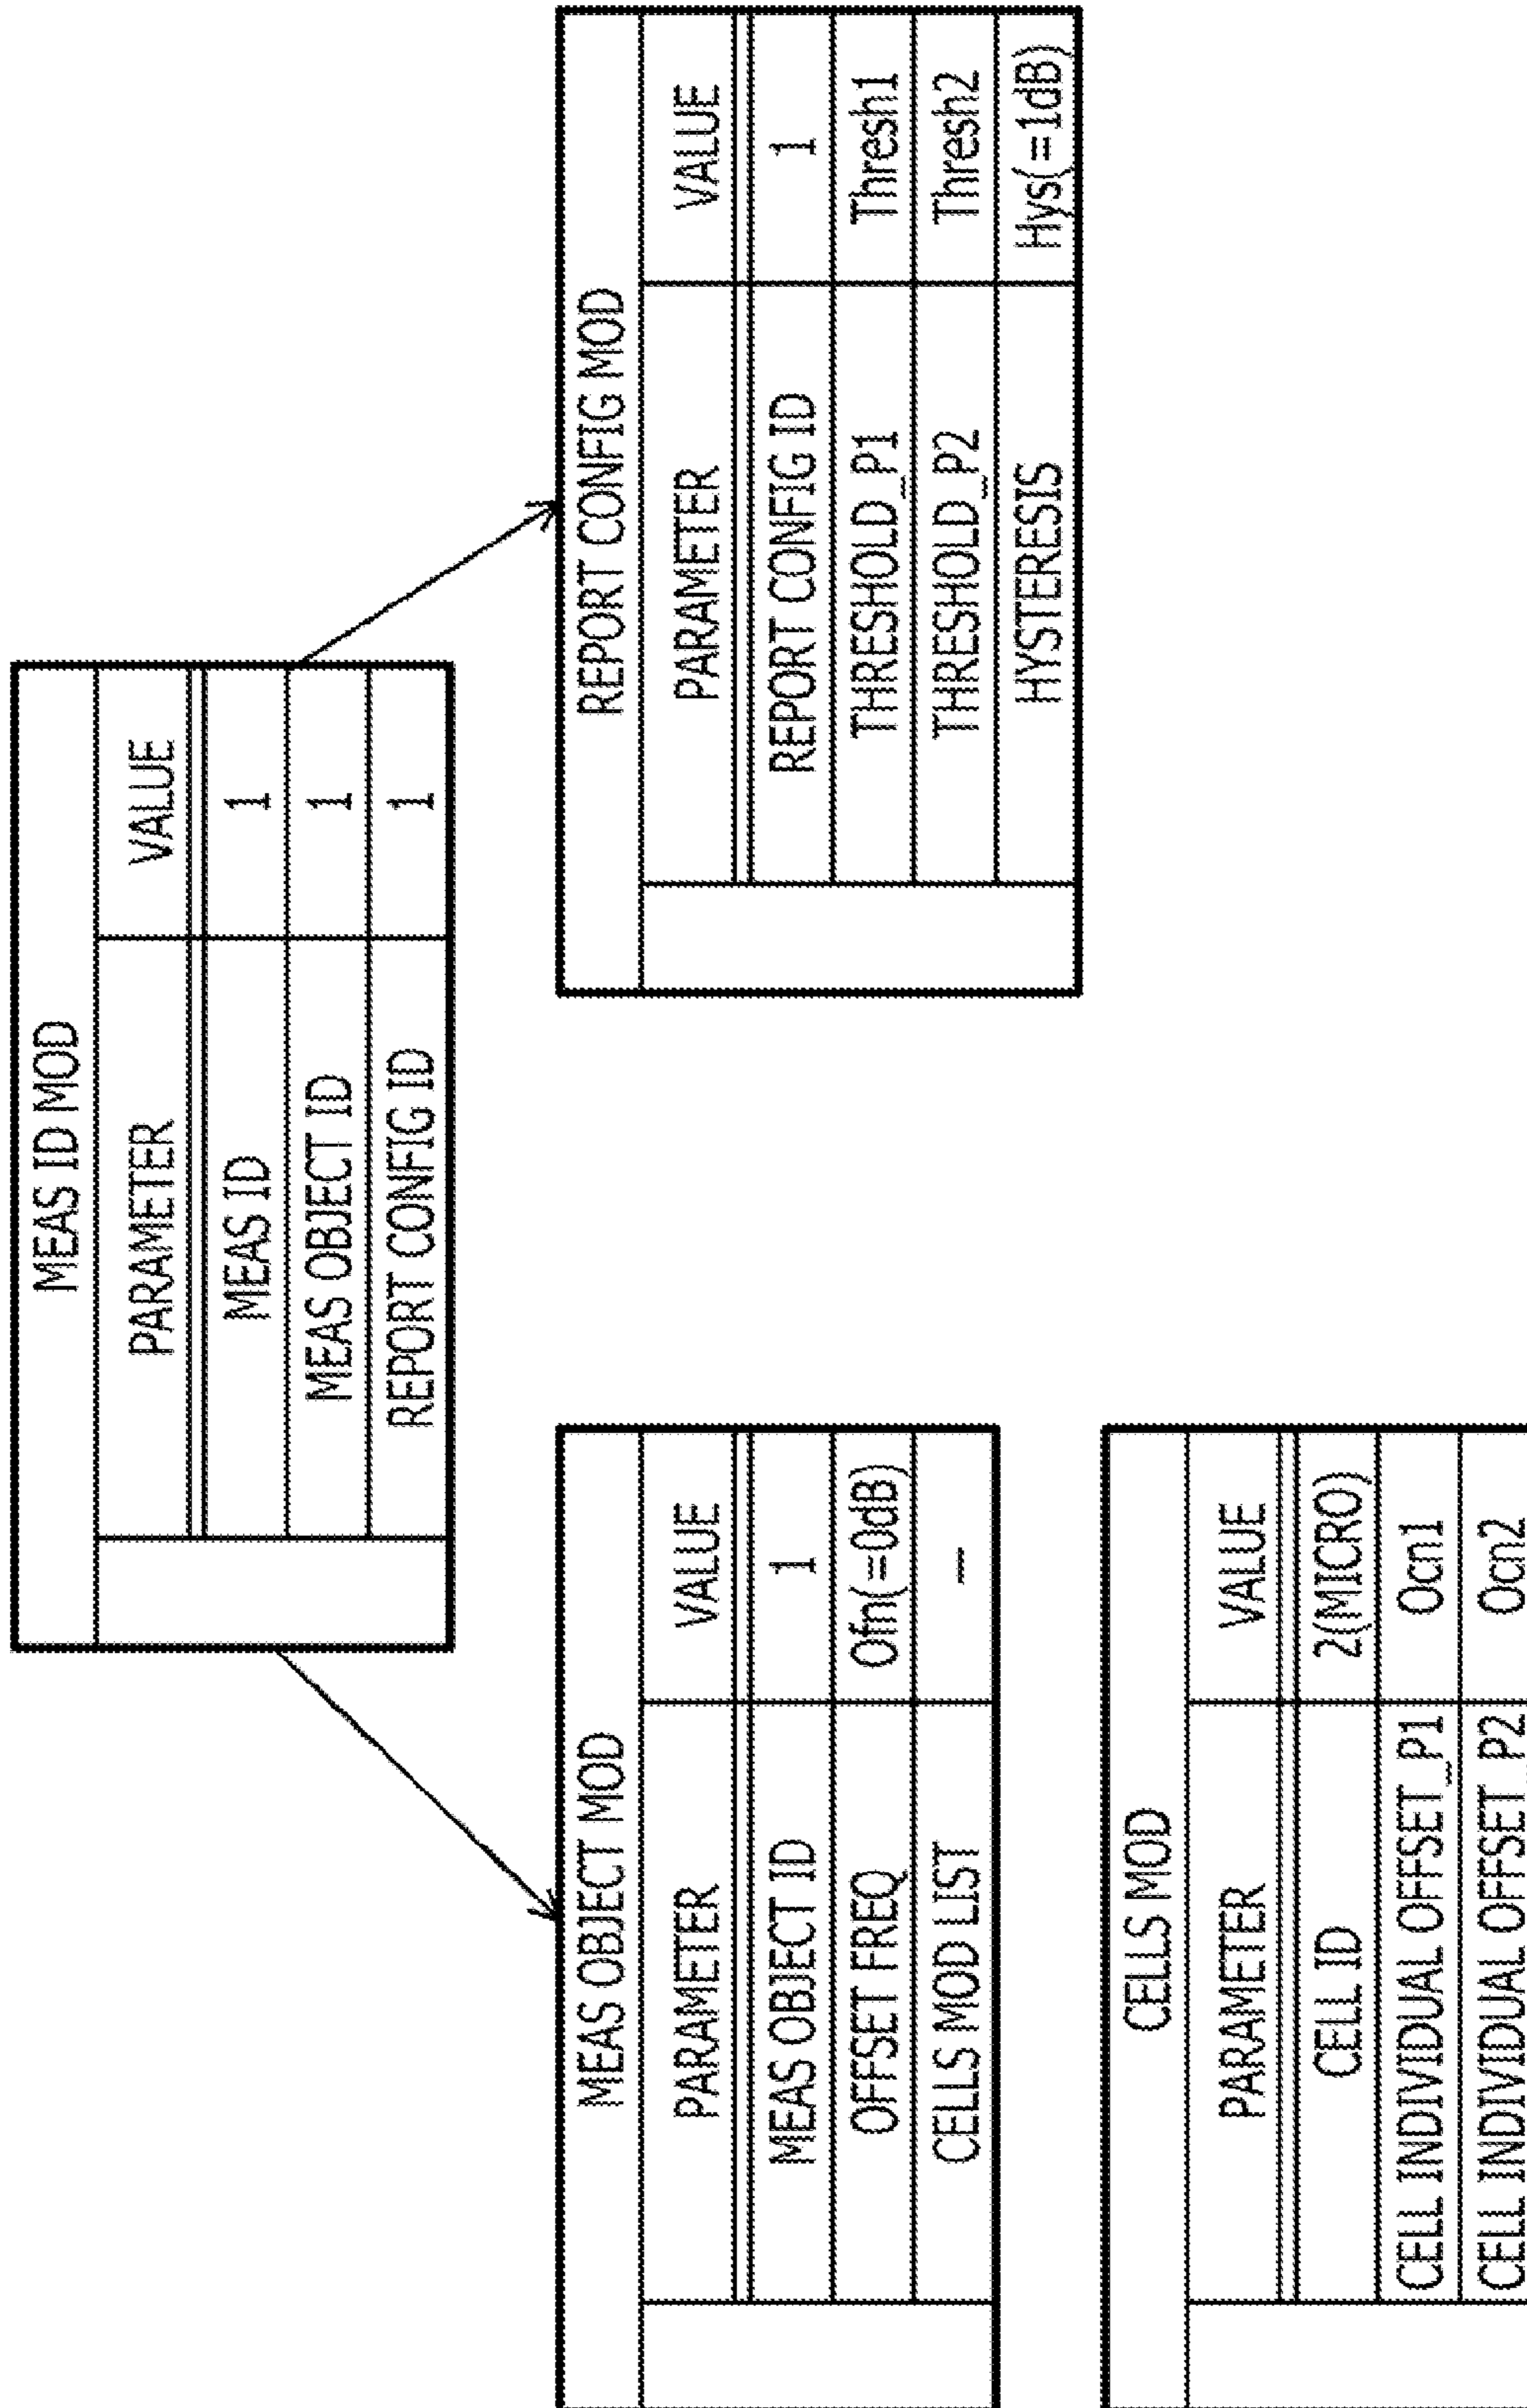 MEAS ID MOD
PARAMETER VALUE
MEAS ID 1
MEAS OBJECT ID 1
REPORT CONFIG ID 1
MEAS OBJECT MOD
PARAMETER VALUE
MEAS OBJECT ID 1
OFFSET FREQ Ofn(=0dB)
CELLS MOD LIST —
REPORT CONFIG MOD
PARAMETER VALUE
REPORT CONFIG ID 1
THRESHOLD_P1 Thresh1
THRESHOLD_P2 Thresh2
HYSTERESIS Hys(=1dB)
CELLS MOD
PARAMETER VALUE
CELL ID 2(MICRO)
CELL INDIVIDUAL OFFSET_P1 Ocn1
CELL INDIVIDUAL OFFSET_P2 Ocn2